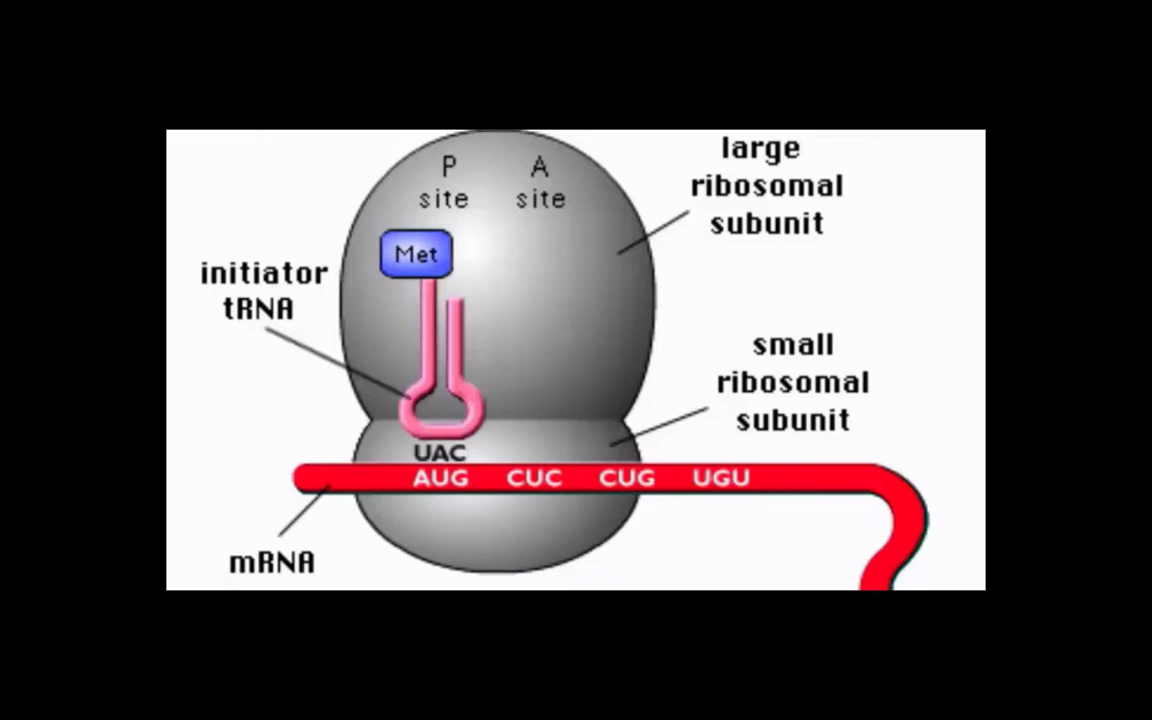 P
site
A
site
large
ribosomal
subunit
Met
initiator
tRNA
small
ribosomal
subunit
UAC
AUG CUC CUG UGU
mRNA